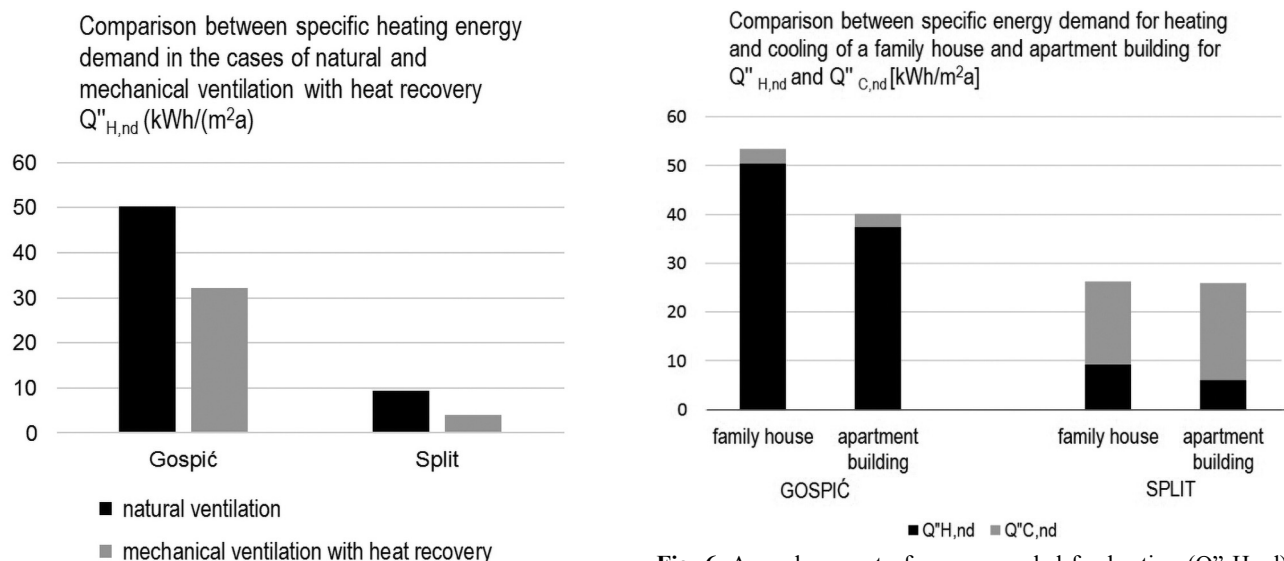 Comparison between specific heating energy
demand in the cases of natural and
mechanical ventilation with heat recovery
Q"H,nd (kWh/(m²a)
60
50
40
30
20
10
0
Gospić Split
natural ventilation
mechanical ventilation with heat recovery
Comparison between specific energy demand for heating
and cooling of a family house and apartment building for
Q" H,nd and Q" C,nd [kWh/m²a]
60
50
40
30
20
10
0
family house apartment family house apartment
building building
GOSPIĆ SPLIT
Q"H,nd Q"C,nd